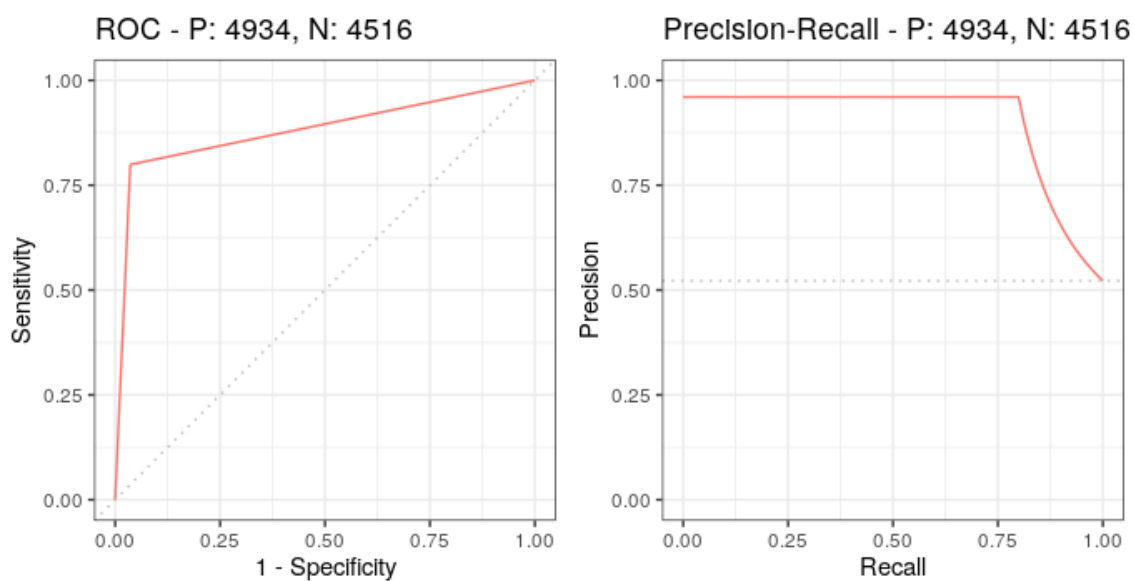 ROC - P: 4934, N: 4516
1.00
0.75
0.50
0.25
0.00
Sensitivity
0.00 0.25 0.50 0.75 1.00
1 - Specificity
Precision-Recall - P: 4934, N: 4516
1.00
0.75
0.50
0.25
0.00
Precision
0.00 0.25 0.50 0.75 1.00
Recall